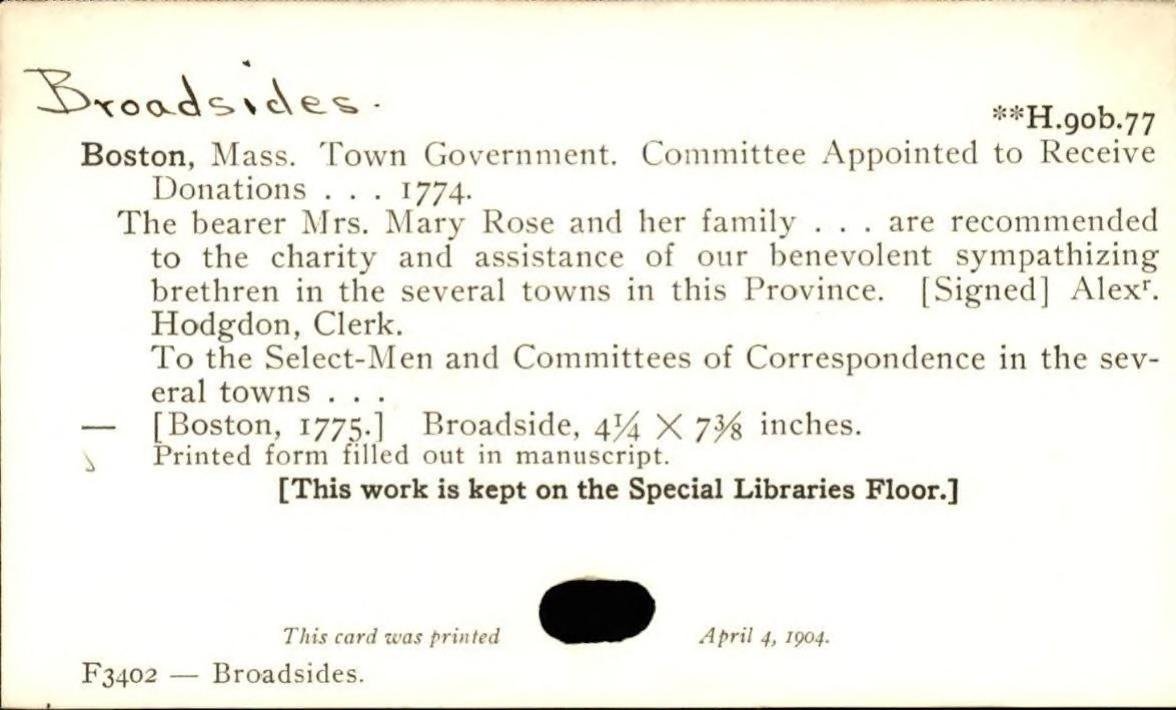 Broadsides.
**H.90b.77
Boston, Mass. Town Government. Committee Appointed to Receive
Donations . . . 1774.
The bearer Mrs. Mary Rose and her family . . . are recommended
to the charity and assistance of our benevolent sympathizing
brethren in the several towns in this Province. [Signed] Alexʳ.
Hodgdon, Clerk.
To the Select-Men and Committees of Correspondence in the sev-
eral towns . . .
— [Boston, 1775.] Broadside, 4¼ × 7⅜ inches.
Printed form filled out in manuscript.
[This work is kept on the Special Libraries Floor.]
This card was printed April 4, 1904.
F3402 — Broadsides.